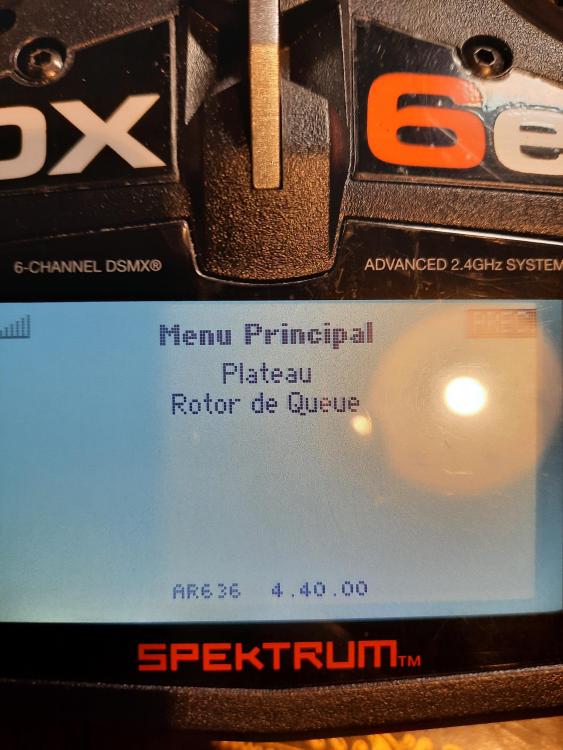 DX 6e
6-CHANNEL DSMX®
ADVANCED 2.4GHz SYSTEM
Menu Principal
Plateau
Rotor de Queue
AR636 4.40.00
SPEKTRUM™